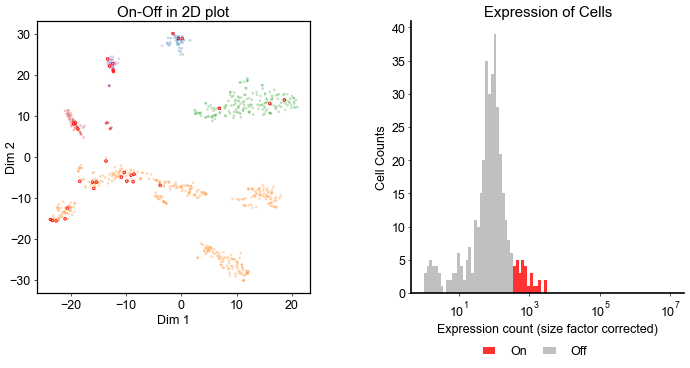 On-Off in 2D plot
30
20
10
0
−10
−20
−30
Dim 2
−20 −10 0 10 20
Dim 1
Expression of Cells
40
35
30
25
20
15
10
5
0
Cell Counts
10^1 10^3 10^5 10^7
Expression count (size factor corrected)
On Off